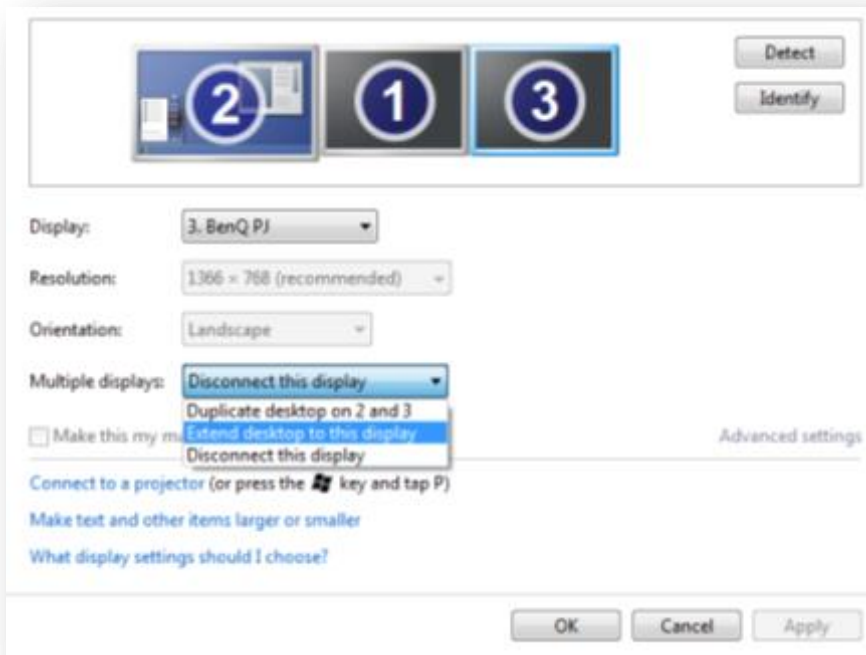 2 1 3
Detect
Identify
Display: 3. BenQ PJ
Resolution: 1366 × 768 (recommended)
Orientation: Landscape
Multiple displays: Disconnect this display
Duplicate desktop on 2 and 3
Extend desktop to this display
Disconnect this display
Make this my m
Advanced settings
Connect to a projector (or press the key and tap P)
Make text and other items larger or smaller
What display settings should I choose?
OK Cancel Apply